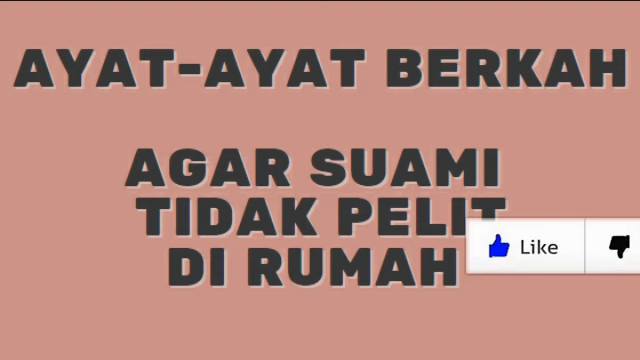 AYAT-AYAT BERKAH
AGAR SUAMI
TIDAK PELIT
DI RUMAH
Like